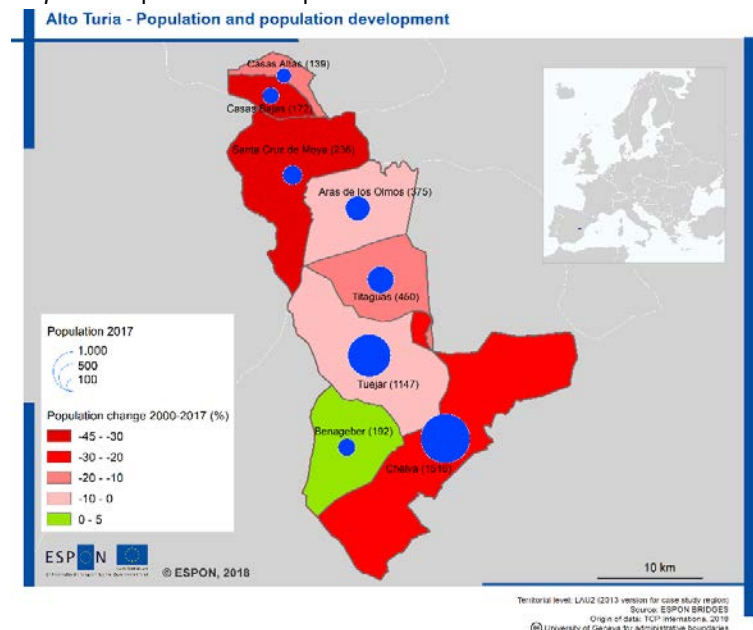 Alto Turia - Population and population development
Casas Altas (139)
Casas Bajas (172)
Santa Cruz de Moya (236)
Aras de los Olmos (375)
Titaguas (460)
Tuejar (1147)
Benageber (192)
Chelva (1516)
Population 2017
1.000
500
100
Population change 2000-2017 (%)
-45 - -30
-30 - -20
-20 - -10
-10 - 0
0 - 5
ESPON
© ESPON, 2018
10 km
Territorial level: LAU2 (2013 version for case study region)
Source: ESPON BRIDGES
Origin of data: TCP International, 2018
University of Geneva for administrative boundaries